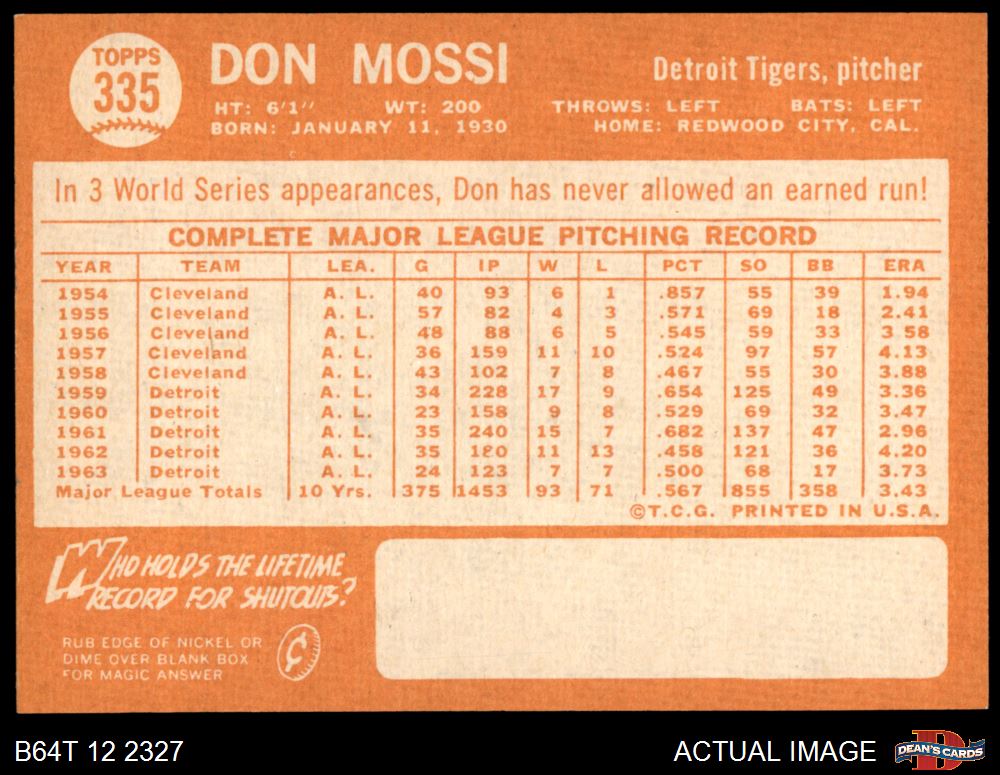 TOPPS
335
DON MOSSI
Detroit Tigers, pitcher
HT: 6'1" WT: 200
THROWS: LEFT BATS: LEFT
BORN: JANUARY 11, 1930
HOME: REDWOOD CITY, CAL.
In 3 World Series appearances, Don has never allowed an earned run!
COMPLETE MAJOR LEAGUE PITCHING RECORD
YEAR TEAM LEA. G IP W L PCT SO BB ERA
1954 Cleveland A. L. 40 93 6 1 .857 55 39 1.94
1955 Cleveland A. L. 57 82 4 3 .571 69 18 2.41
1956 Cleveland A. L. 48 88 6 5 .545 59 33 3.58
1957 Cleveland A. L. 36 159 11 10 .524 97 57 4.13
1958 Cleveland A. L. 43 102 7 8 .467 55 30 3.88
1959 Detroit A. L. 34 228 17 9 .654 125 49 3.36
1960 Detroit A. L. 23 158 9 8 .529 69 32 3.47
1961 Detroit A. L. 35 240 15 7 .682 137 47 2.96
1962 Detroit A. L. 35 180 11 13 .458 121 36 4.20
1963 Detroit A. L. 24 123 7 7 .500 68 17 3.73
Major League Totals 10 Yrs. 375 1453 93 71 .567 855 358 3.43
©T.C.G. PRINTED IN U.S.A.
WHO HOLDS THE LIFETIME
RECORD FOR SHUTOUTS?
RUB EDGE OF NICKEL OR
DIME OVER BLANK BOX
FOR MAGIC ANSWER
¢
B64T 12 2327
ACTUAL IMAGE
D
DEAN'S CARDS